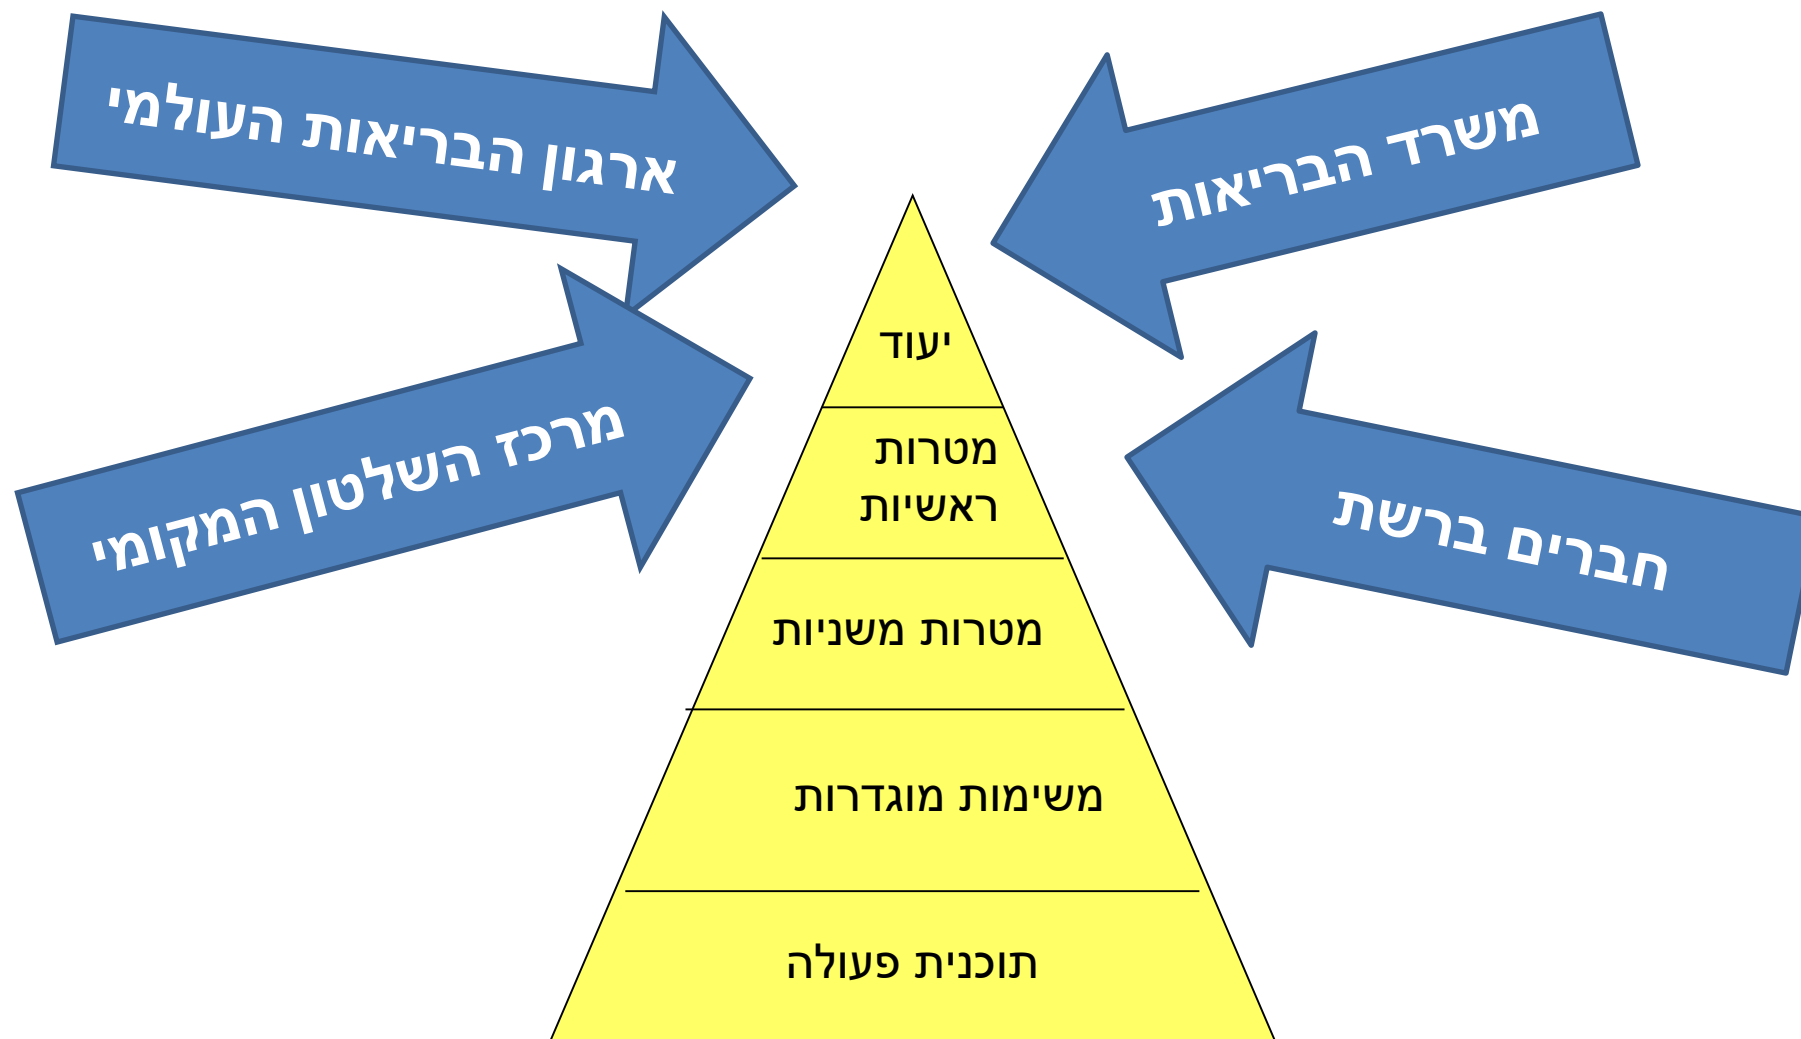 משרד הבריאות
ארגון הבריאות העולמי
חברים ברשת
מרכז השלטון המקומי
יעוד
מטרות
ראשיות
מטרות משניות
משימות מוגדרות
תוכנית פעולה